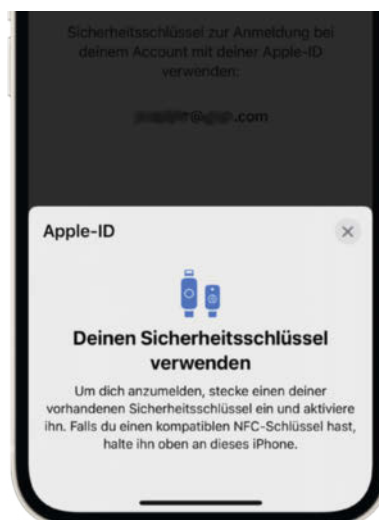 Sicherheitsschlüssel zur Anmeldung bei
deinem Account mit deiner Apple-ID
verwenden:
.com
Apple-ID
Deinen Sicherheitsschlüssel
verwenden
Um dich anzumelden, stecke einen deiner
vorhandenen Sicherheitsschlüssel ein und aktiviere
ihn. Falls du einen kompatiblen NFC-Schlüssel hast,
halte ihn oben an dieses iPhone.